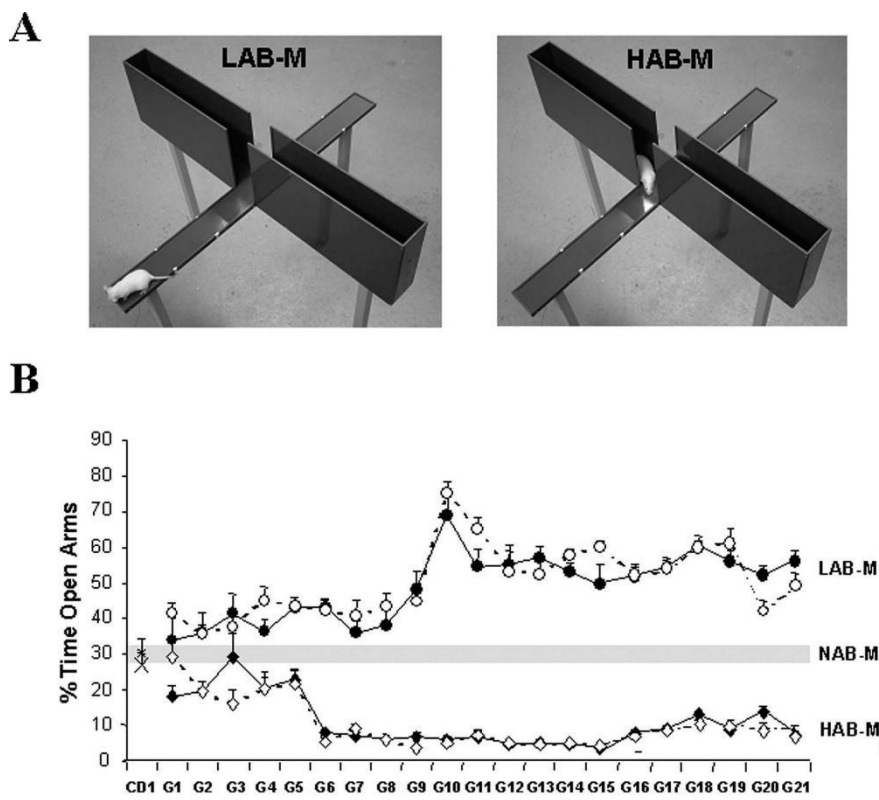 A
LAB-M
HAB-M
B
% Time Open Arms
90
80
70
60
50
40
30
20
10
0
LAB-M
NAB-M
HAB-M
CD1 G1 G2 G3 G4 G5 G6 G7 G8 G9 G10 G11 G12 G13 G14 G15 G16 G17 G18 G19 G20 G21